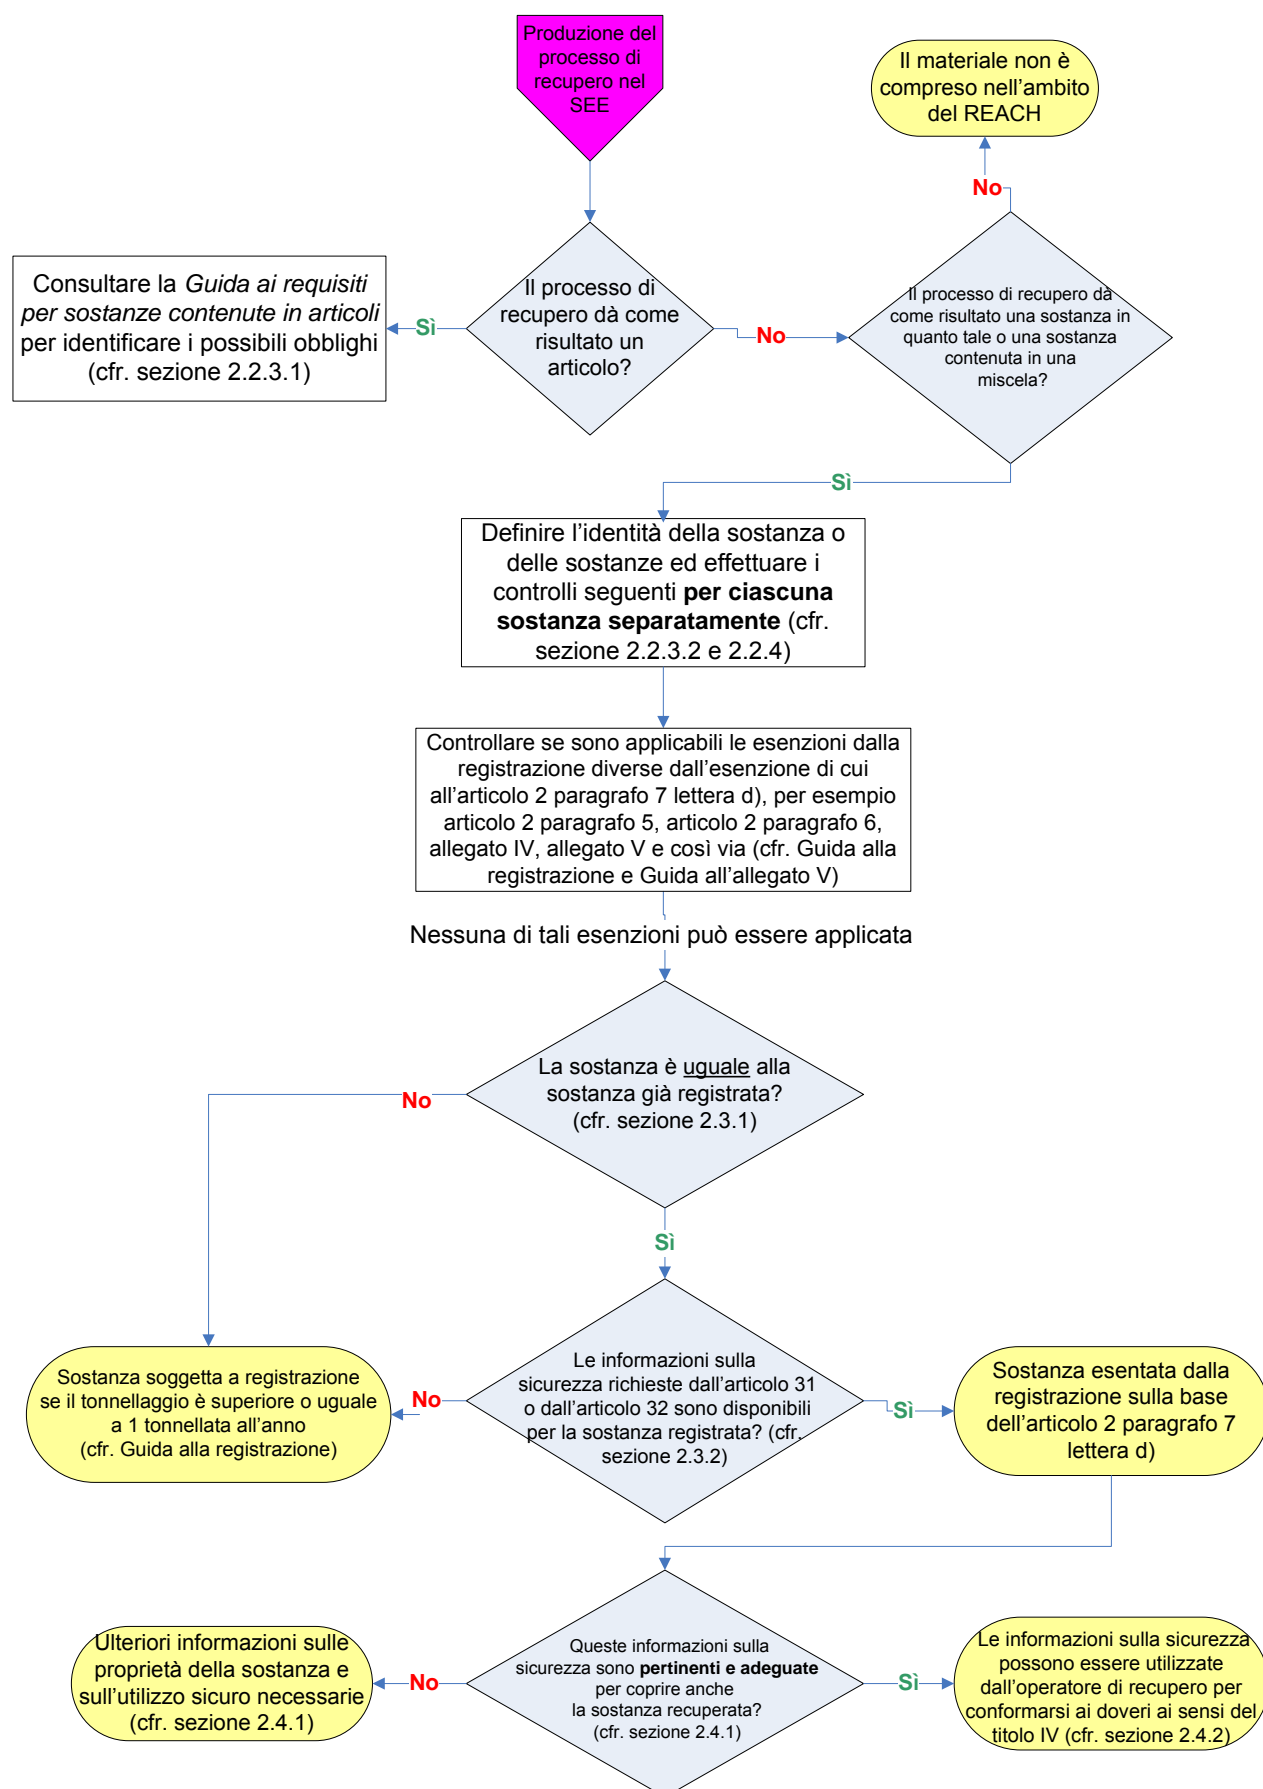 Produzione del
processo di
recupero nel
SEE
Il materiale non è
compreso nell'ambito
del REACH
No
Consultare la Guida ai requisiti
per sostanze contenute in articoli
per identificare i possibili obblighi
(cfr. sezione 2.2.3.1)
Sì
Il processo di
recupero dà come
risultato un
articolo?
No
Il processo di recupero dà
come risultato una sostanza in
quanto tale o una sostanza
contenuta in una
miscela?
Sì
Definire l'identità della sostanza o
delle sostanze ed effettuare i
controlli seguenti per ciascuna
sostanza separatamente (cfr.
sezione 2.2.3.2 e 2.2.4)
Controllare se sono applicabili le esenzioni dalla
registrazione diverse dall'esenzione di cui
all'articolo 2 paragrafo 7 lettera d), per esempio
articolo 2 paragrafo 5, articolo 2 paragrafo 6,
allegato IV, allegato V e così via (cfr. Guida alla
registrazione e Guida all'allegato V)
Nessuna di tali esenzioni può essere applicata
La sostanza è uguale alla
sostanza già registrata?
(cfr. sezione 2.3.1)
No
Sì
Sostanza soggetta a registrazione
se il tonnellaggio è superiore o uguale
a 1 tonnellata all'anno
(cfr. Guida alla registrazione)
No
Le informazioni sulla
sicurezza richieste dall'articolo 31
o dall'articolo 32 sono disponibili
per la sostanza registrata? (cfr.
sezione 2.3.2)
Sì
Sostanza esentata dalla
registrazione sulla base
dell'articolo 2 paragrafo 7
lettera d)
Ulteriori informazioni sulle
proprietà della sostanza e
sull'utilizzo sicuro necessarie
(cfr. sezione 2.4.1)
No
Queste informazioni sulla
sicurezza sono pertinenti e adeguate
per coprire anche
la sostanza recuperata?
(cfr. sezione 2.4.1)
Sì
Le informazioni sulla sicurezza
possono essere utilizzate
dall'operatore di recupero per
conformarsi ai doveri ai sensi del
titolo IV (cfr. sezione 2.4.2)